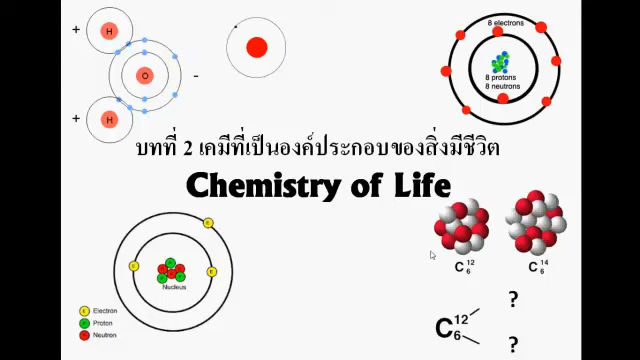 +
H
O
-
+
H
8 electrons
8 protons
8 neutrons
บทที่ 2 เคมีที่เป็นองค์ประกอบของสิ่งมีชีวิต
Chemistry of Life
E
E
E
P
N
N
P
N
P
Nucleus
E Electron
P Proton
N Neutron
C 12 6
C 14 6
C 12 6
?
?